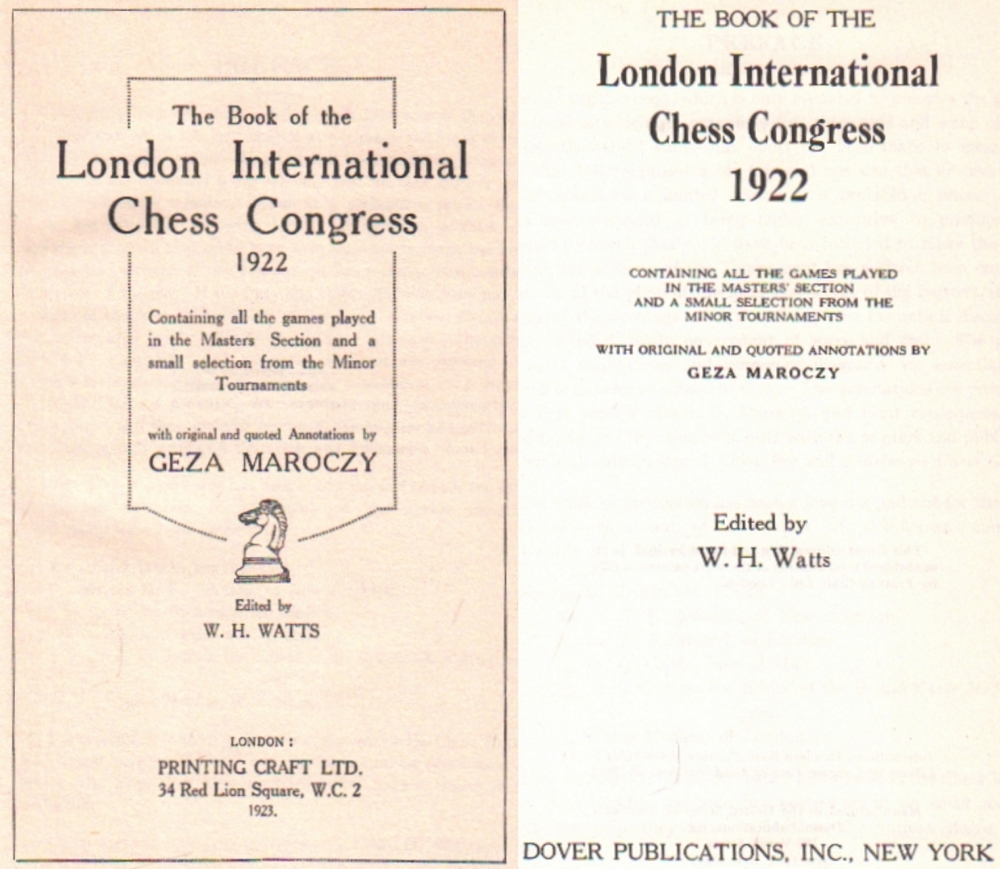 The Book of the
London International
Chess Congress
1922
Containing all the games played
in the Masters Section and a
small selection from the Minor
Tournaments
with original and quoted Annotations by
GEZA MAROCZY
Edited by
W. H. WATTS
LONDON :
PRINTING CRAFT LTD.
34 Red Lion Square, W.C. 2
1923.
THE BOOK OF THE
London International
Chess Congress
1922
CONTAINING ALL THE GAMES PLAYED
IN THE MASTERS' SECTION
AND A SMALL SELECTION FROM THE
MINOR TOURNAMENTS
WITH ORIGINAL AND QUOTED ANNOTATIONS BY
GEZA MAROCZY
Edited by
W. H. Watts
DOVER PUBLICATIONS, INC., NEW YORK